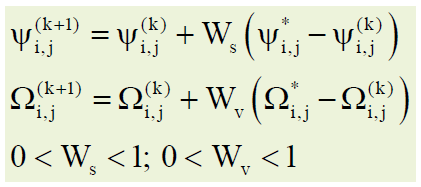 ψ_{i,j}^{(k+1)} = ψ_{i,j}^{(k)} + W_s (ψ_{i,j}^{*} − ψ_{i,j}^{(k)})
Ω_{i,j}^{(k+1)} = Ω_{i,j}^{(k)} + W_v (Ω_{i,j}^{*} − Ω_{i,j}^{(k)})
0 < W_s < 1; 0 < W_v < 1